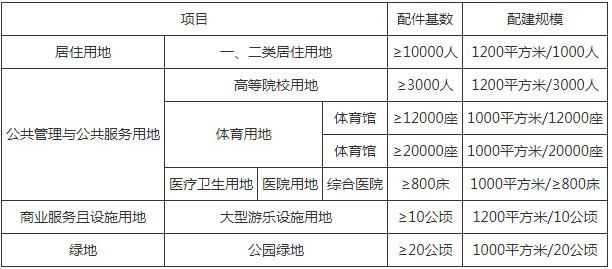 项目 配件基数 配建规模
居住用地 一、二类居住用地 ≥10000人 1200平方米/1000人
公共管理与公共服务用地 高等院校用地 ≥3000人 1200平方米/3000人
体育用地 体育馆 ≥12000座 1000平方米/12000座
体育馆 ≥20000座 1000平方米/20000座
医疗卫生用地 医院用地 综合医院 ≥800床 1000平方米/≥800床
商业服务且设施用地 大型游乐设施用地 ≥10公顷 1200平方米/10公顷
绿地 公园绿地 ≥20公顷 1000平方米/20公顷